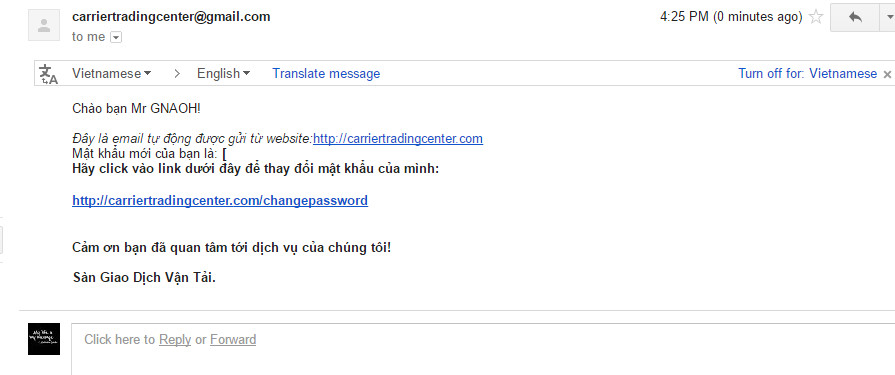 carriertradingcenter@gmail.com 4:25 PM (0 minutes ago)
to me
Vietnamese > English Translate message Turn off for: Vietnamese ×
Chào bạn Mr GNAOH!
Đây là email tự động được gửi từ website:http://carriertradingcenter.com
Mật khẩu mới của bạn là: [
Hãy click vào link dưới đây để thay đổi mật khẩu của mình:
http://carriertradingcenter.com/changepassword
Cảm ơn bạn đã quan tâm tới dịch vụ của chúng tôi!
Sàn Giao Dịch Vận Tải.
Click here to Reply or Forward